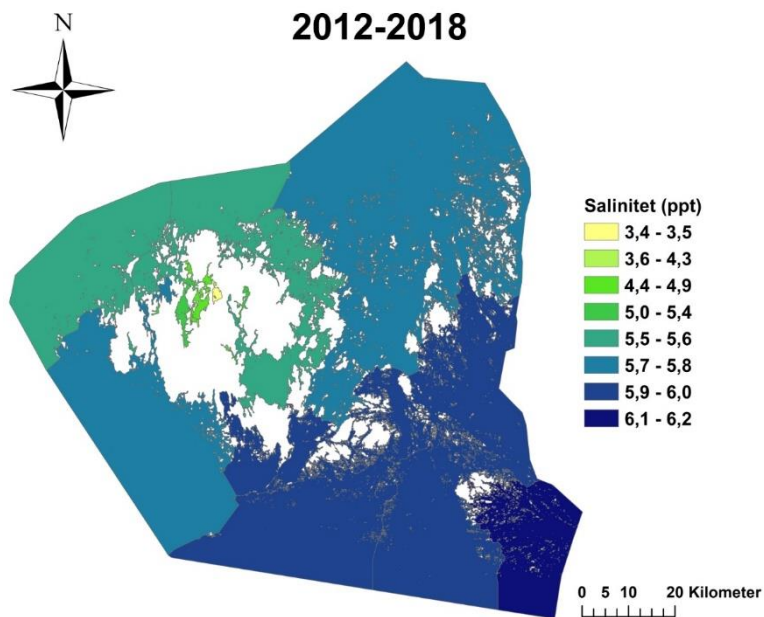 2012-2018
N
Salinitet (ppt)
3,4 - 3,5
3,6 - 4,3
4,4 - 4,9
5,0 - 5,4
5,5 - 5,6
5,7 - 5,8
5,9 - 6,0
6,1 - 6,2
0 5 10 20 Kilometer